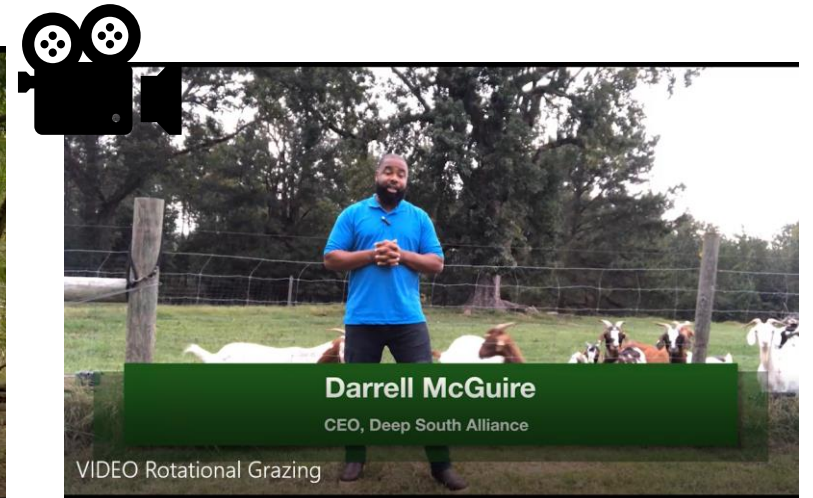 Darrell McGuire
CEO, Deep South Alliance
VIDEO Rotational Grazing